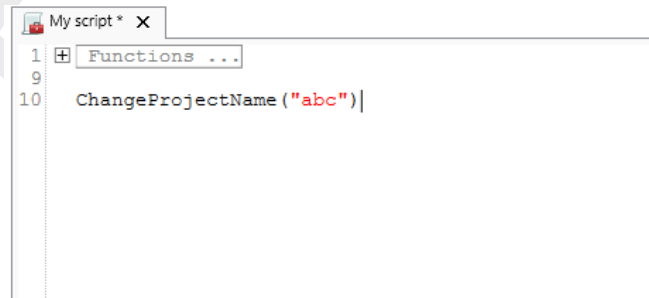 My script *
1 Functions ...
9
10 ChangeProjectName("abc")